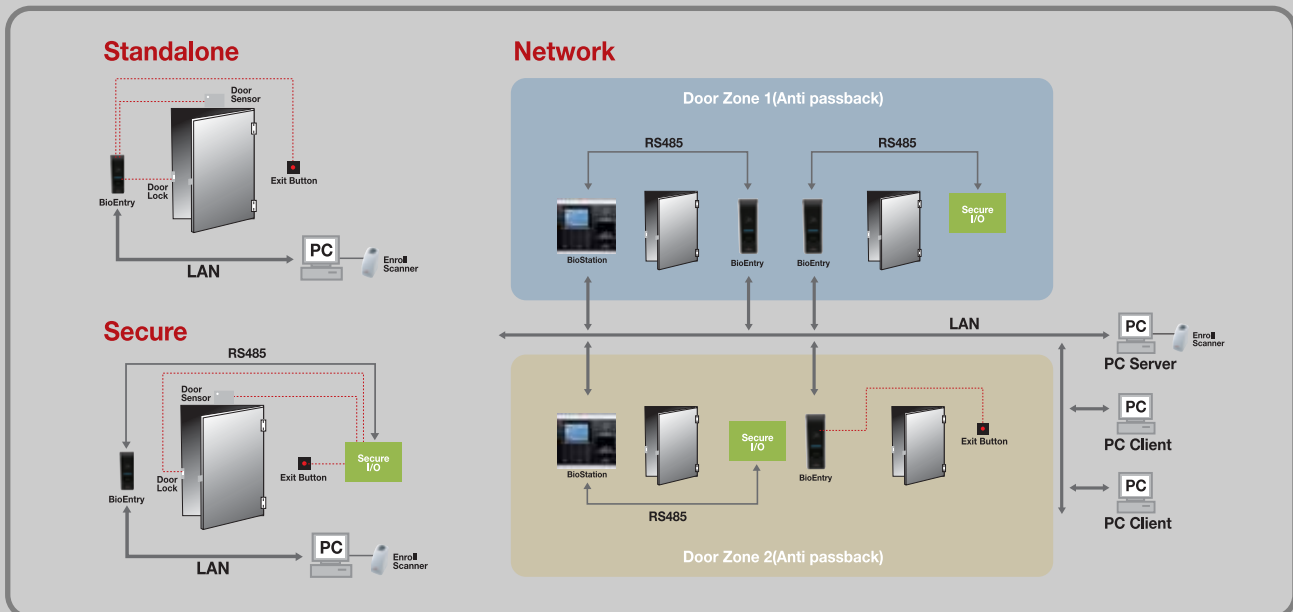 Standalone
Door
Sensor
BioEntry
Door
Lock
Exit Button
PC
Enroll
Scanner
LAN
Secure
RS485
Door
Sensor
Secure
I/O
Door
Lock
Exit Button
BioEntry
PC
Enroll
Scanner
LAN
Network
Door Zone 1(Anti passback)
RS485
RS485
Secure
I/O
BioStation
BioEntry
BioEntry
LAN
PC
Enroll
Scanner
PC Server
Secure
I/O
Exit Button
BioStation
BioEntry
RS485
Door Zone 2(Anti passback)
PC
PC Client
PC
PC Client